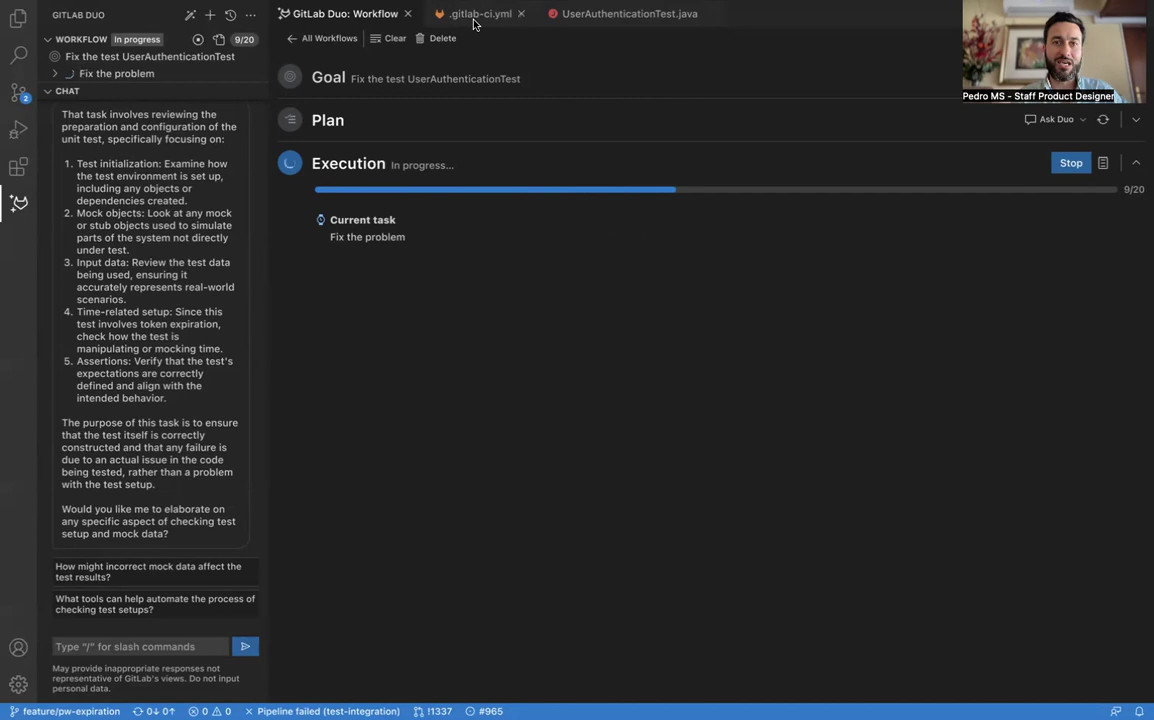 GITLAB DUO
WORKFLOW In progress 9/20
Fix the test UserAuthenticationTest
Fix the problem
CHAT
That task involves reviewing the
preparation and configuration of the
unit test, specifically focusing on:
1. Test initialization: Examine how
the test environment is set up,
including any objects or
dependencies created.
2. Mock objects: Look at any mock
or stub objects used to simulate
parts of the system not directly
under test.
3. Input data: Review the test data
being used, ensuring it
accurately represents real-world
scenarios.
4. Time-related setup: Since this
test involves token expiration,
check how the test is
manipulating or mocking time.
5. Assertions: Verify that the test's
expectations are correctly
defined and align with the
intended behavior.
The purpose of this task is to ensure
that the test itself is correctly
constructed and that any failure is
due to an actual issue in the code
being tested, rather than a problem
with the test setup.
Would you like me to elaborate on
any specific aspect of checking test
setup and mock data?
How might incorrect mock data affect the
test results?
What tools can help automate the process of
checking test setups?
Type "/" for slash commands
May provide inappropriate responses not
representative of GitLab's views. Do not input
personal data.
GitLab Duo: Workflow .gitlab-ci.yml UserAuthenticationTest.java
All Workflows Clear Delete
Goal Fix the test UserAuthenticationTest
Plan Ask Duo
Execution In progress... Stop
9/20
Current task
Fix the problem
Pedro MS - Staff Product Designer
2
feature/pw-expiration 0↓ 0↑ 0 0 Pipeline failed (test-integration) !1337 #965